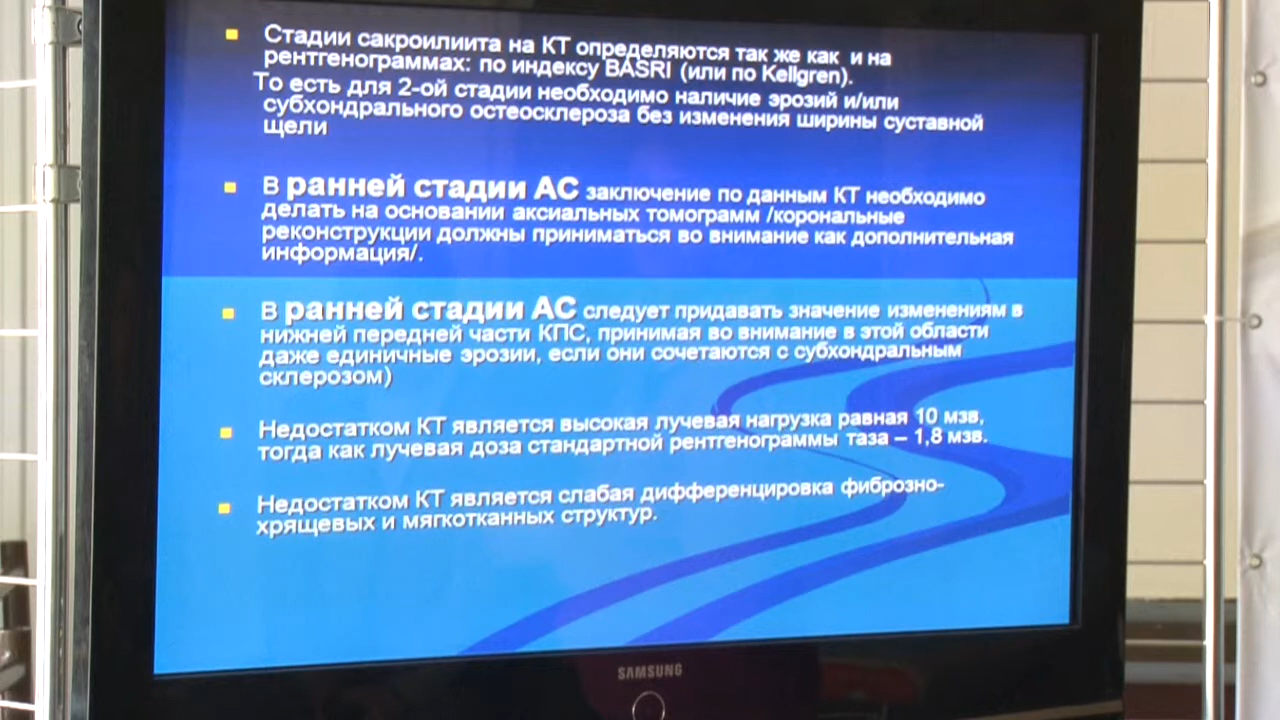 Стадии сакроилиита на КТ определяются так же как и на
рентгенограммах: по индексу BASRI (или по Kellgren).
То есть для 2-ой стадии необходимо наличие эрозий и/или
субхондрального остеосклероза без изменения ширины суставной
щели
В ранней стадии АС заключение по данным КТ необходимо
делать на основании аксиальных томограмм /корональные
реконструкции должны приниматься во внимание как дополнительная
информация/.
В ранней стадии АС следует придавать значение изменениям в
нижней передней части КПС, принимая во внимание в этой области
даже единичные эрозии, если они сочетаются с субхондральным
склерозом)
Недостатком КТ является высокая лучевая нагрузка равная 10 мзв,
тогда как лучевая доза стандартной рентгенограммы таза – 1,8 мзв.
Недостатком КТ является слабая дифференцировка фиброзно-
хрящевых и мягкотканных структур.
SAMSUNG